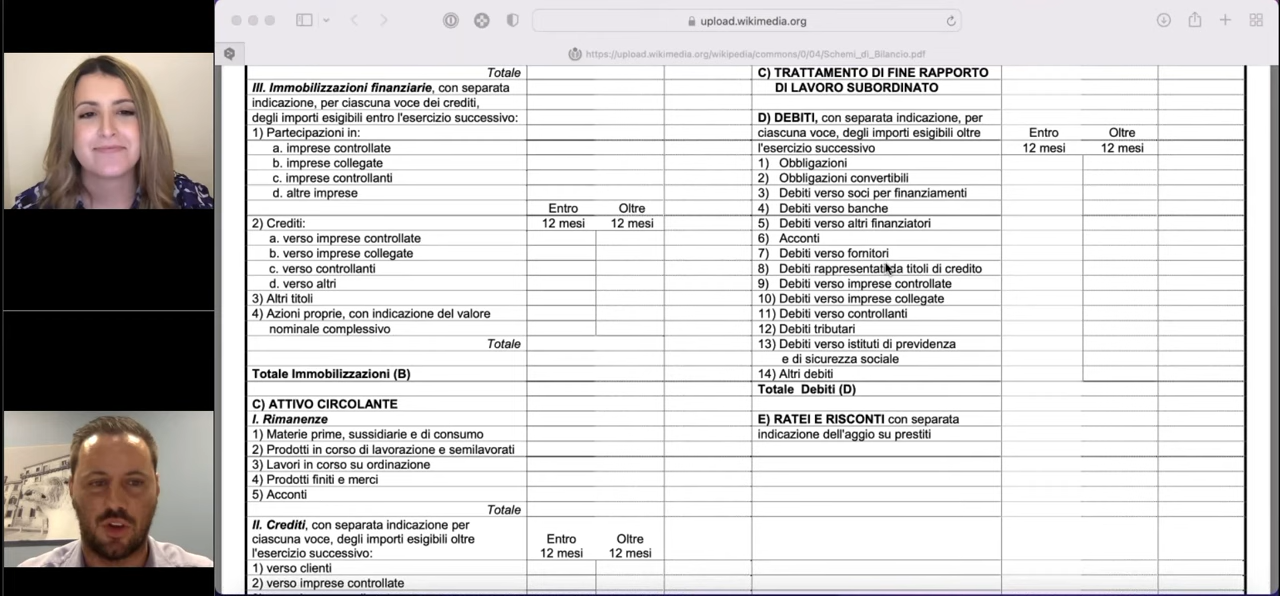 upload.wikimedia.org
https://upload.wikimedia.org/wikipedia/commons/0/04/Schemi_di_Bilancio.pdf
Totale
III. Immobilizzazioni finanziarie, con separata
indicazione, per ciascuna voce dei crediti,
degli importi esigibili entro l'esercizio successivo:
1) Partecipazioni in:
a. imprese controllate
b. imprese collegate
c. imprese controllanti
d. altre imprese
Entro Oltre
2) Crediti: 12 mesi 12 mesi
a. verso imprese controllate
b. verso imprese collegate
c. verso controllanti
d. verso altri
3) Altri titoli
4) Azioni proprie, con indicazione del valore
nominale complessivo
Totale
Totale Immobilizzazioni (B)
C) ATTIVO CIRCOLANTE
I. Rimanenze
1) Materie prime, sussidiarie e di consumo
2) Prodotti in corso di lavorazione e semilavorati
3) Lavori in corso su ordinazione
4) Prodotti finiti e merci
5) Acconti
Totale
II. Crediti, con separata indicazione per
ciascuna voce, degli importi esigibili oltre Entro Oltre
l'esercizio successivo: 12 mesi 12 mesi
1) verso clienti
2) verso imprese controllate
C) TRATTAMENTO DI FINE RAPPORTO
DI LAVORO SUBORDINATO
D) DEBITI, con separata indicazione, per
ciascuna voce, degli importi esigibili oltre Entro Oltre
l'esercizio successivo 12 mesi 12 mesi
1) Obbligazioni
2) Obbligazioni convertibili
3) Debiti verso soci per finanziamenti
4) Debiti verso banche
5) Debiti verso altri finanziatori
6) Acconti
7) Debiti verso fornitori
8) Debiti rappresentati da titoli di credito
9) Debiti verso imprese controllate
10) Debiti verso imprese collegate
11) Debiti verso controllanti
12) Debiti tributari
13) Debiti verso istituti di previdenza
e di sicurezza sociale
14) Altri debiti
Totale Debiti (D)
E) RATEI E RISCONTI con separata
indicazione dell'aggio su prestiti